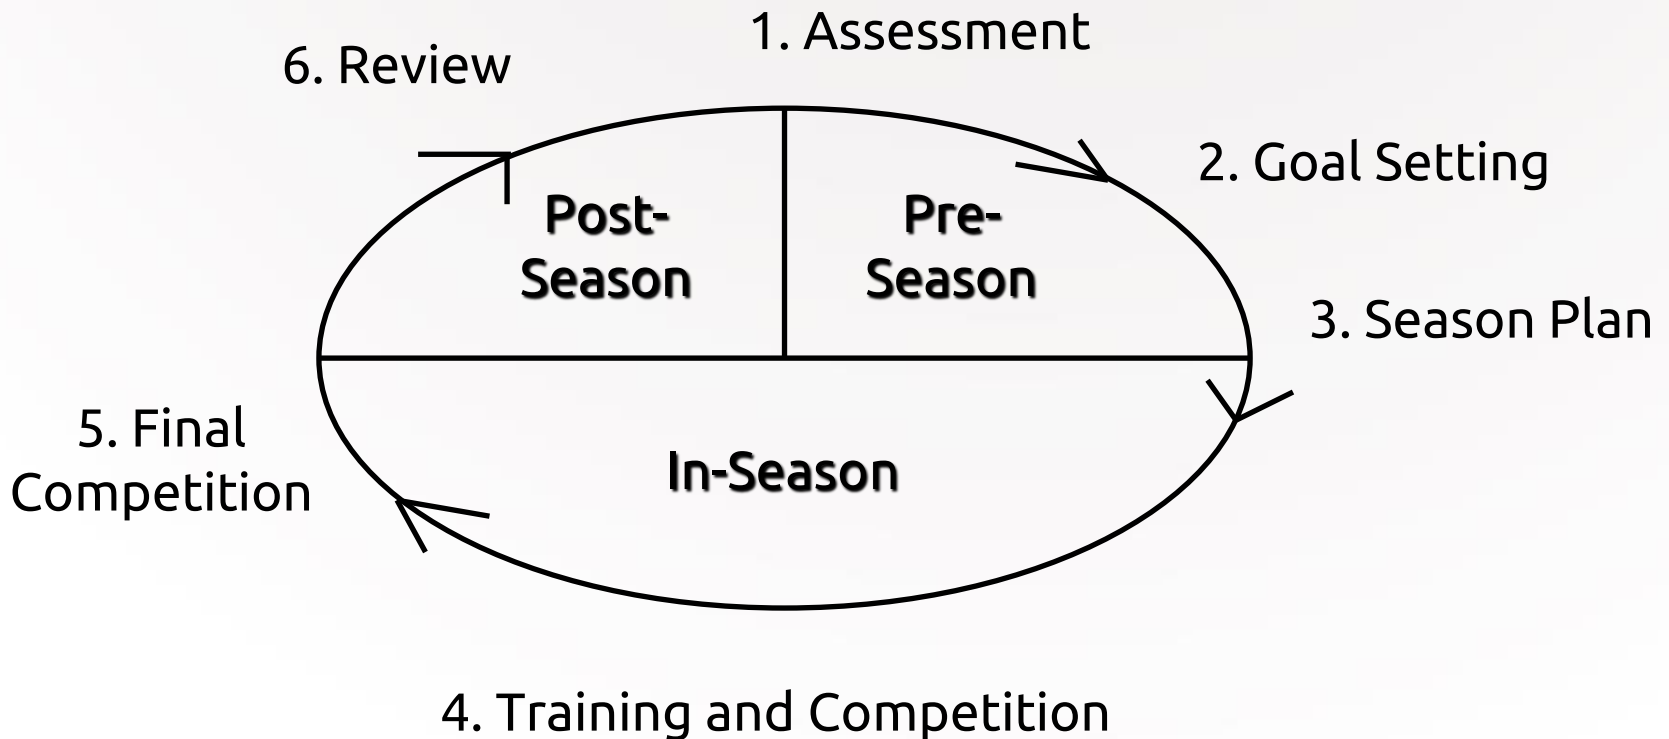 1. Assessment
6. Review
2. Goal Setting
Post-
Season
Pre-
Season
3. Season Plan
5. Final
Competition
In-Season
4. Training and Competition